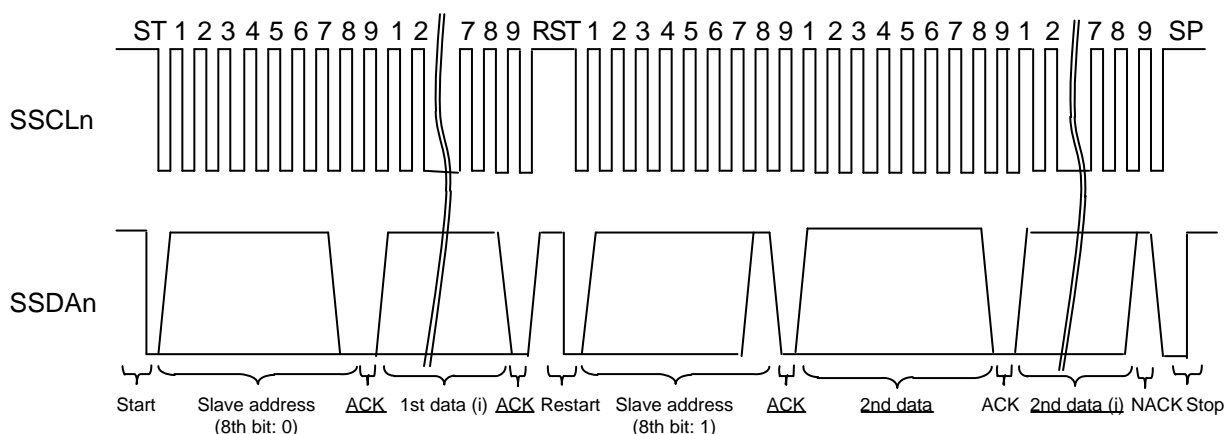 ST 1 2 3 4 5 6 7 8 9 1 2 7 8 9 RST 1 2 3 4 5 6 7 8 9 1 2 3 4 5 6 7 8 9 1 2 7 8 9 SP
SSCLn
SSDAn
Start Slave address ACK 1st data (i) ACK Restart Slave address ACK 2nd data ACK 2nd data (i) NACK Stop
(8th bit: 0) (8th bit: 1)